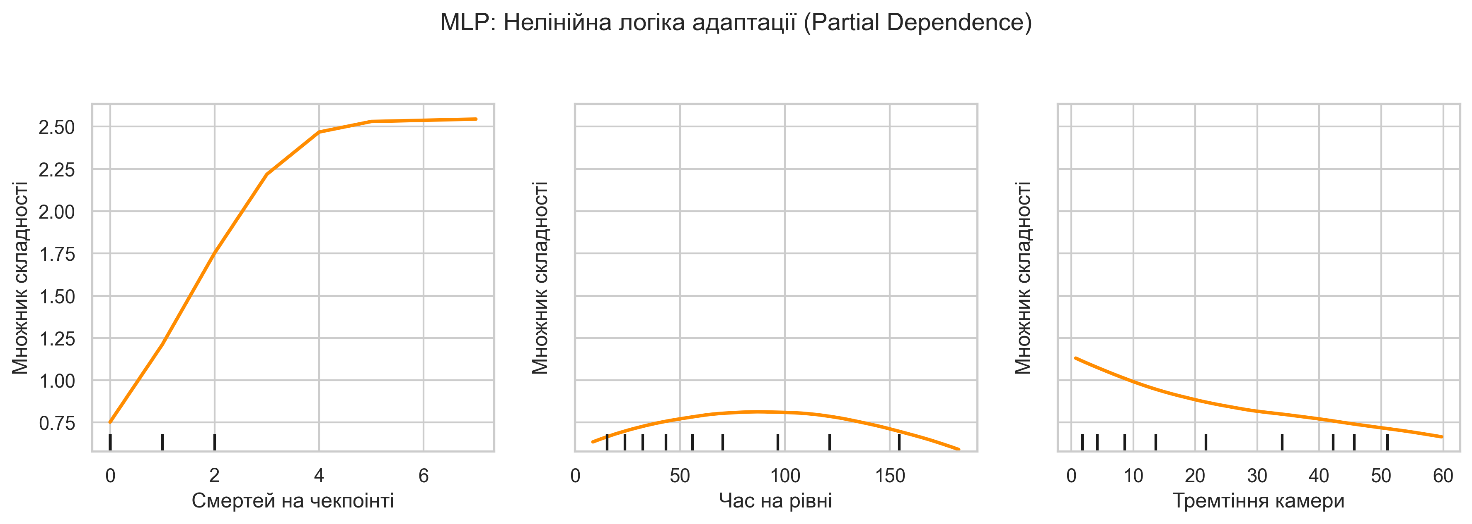 MLP: Нелінійна логіка адаптації (Partial Dependence)
Множник складності
2.50
2.25
2.00
1.75
1.50
1.25
1.00
0.75
0 2 4 6
Смертей на чекпоінті
Множник складності
0 50 100 150
Час на рівні
Множник складності
0 10 20 30 40 50 60
Тремтіння камери